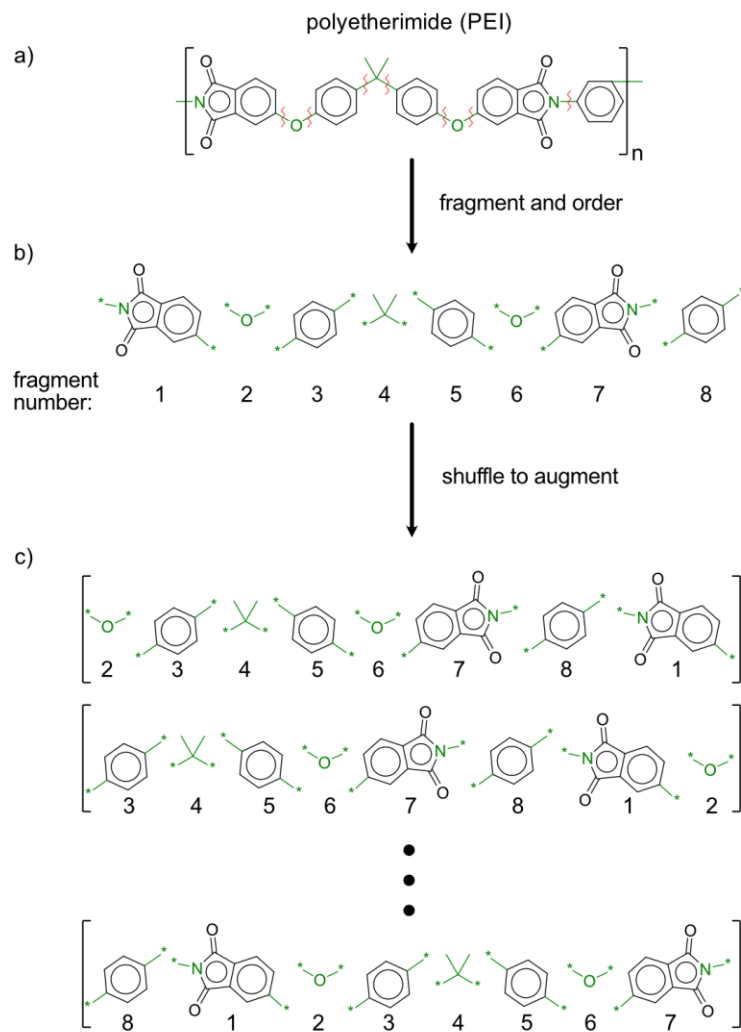 polyetherimide (PEI)
a)
O O O O
N O O N
O O n
fragment and order
b)
* O * * * * * O * *
N O O N
O * * * * O *
fragment number:
1 2 3 4 5 6 7 8
shuffle to augment
c)
* * * * * * O * * O
O N N
* * * * O * O *
2 3 4 5 6 7 8 1
* * * * O * * O * *
O N N O
* * * * O * O *
3 4 5 6 7 8 1 2
* * O * * * * * * O
N O O N
* O * * * * * O
8 1 2 3 4 5 6 7